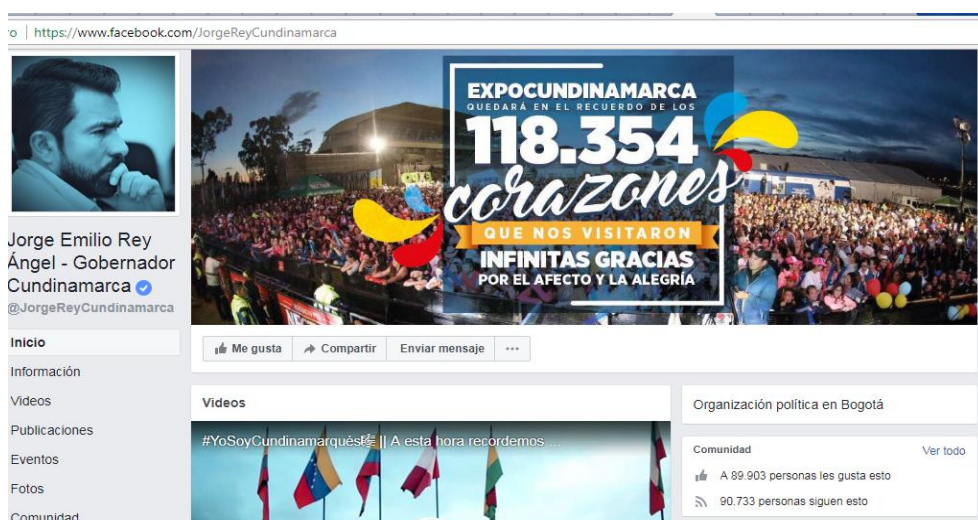 ro | https://www.facebook.com/JorgeReyCundinamarca
EXPOCUNDINAMARCA
QUEDARÁ EN EL RECUERDO DE LOS
118.354
corazones
QUE NOS VISITARON
INFINITAS GRACIAS
POR EL AFECTO Y LA ALEGRÍA
Jorge Emilio Rey
Ángel - Gobernador
Cundinamarca
@JorgeReyCundinamarca
Inicio
Información
Videos
Publicaciones
Eventos
Fotos
Comunidad
Me gusta
Compartir
Enviar mensaje
Videos
#YoSoyCundinamarqués || A esta hora recordemos ...
Organización política en Bogotá
Comunidad
Ver todo
A 89.903 personas les gusta esto
90.733 personas siguen esto